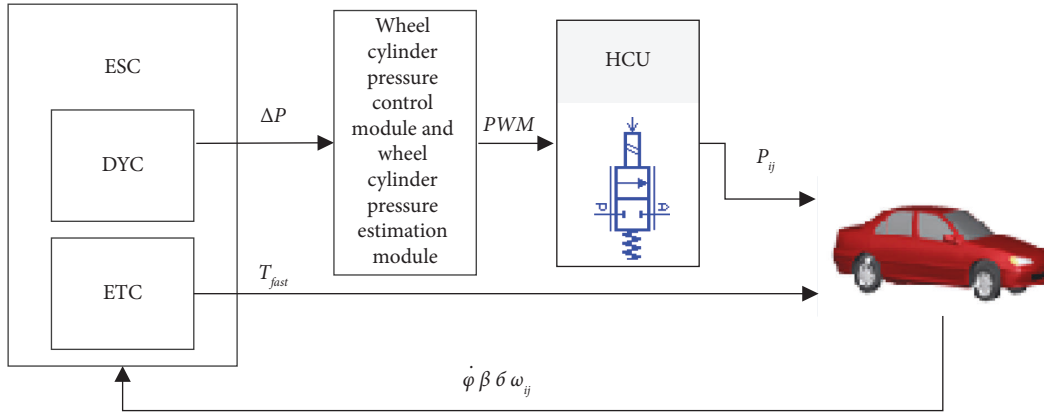 ESC
DYC
ETC
ΔP
T_fast
Wheel
cylinder
pressure
control
module and
wheel
cylinder
pressure
estimation
module
PWM
HCU
P
A
P_ij
φ̇ β б ω_ij